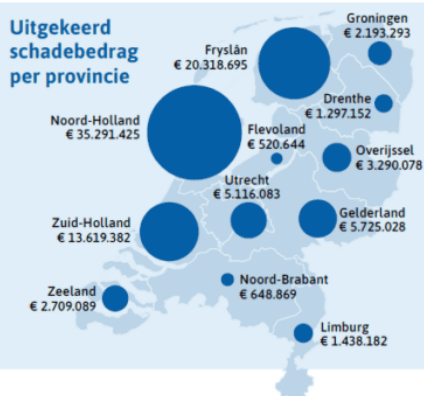 Uitgekeerd
schadebedrag
per provincie
Groningen
€ 2.193.293
Fryslân
€ 20.318.695
Drenthe
€ 1.297.152
Noord-Holland
€ 35.291.425
Flevoland
€ 520.644
Overijssel
€ 3.290.078
Utrecht
€ 5.116.083
Zuid-Holland
€ 13.619.382
Gelderland
€ 5.725.028
Zeeland
€ 2.709.089
Noord-Brabant
€ 648.869
Limburg
€ 1.438.182